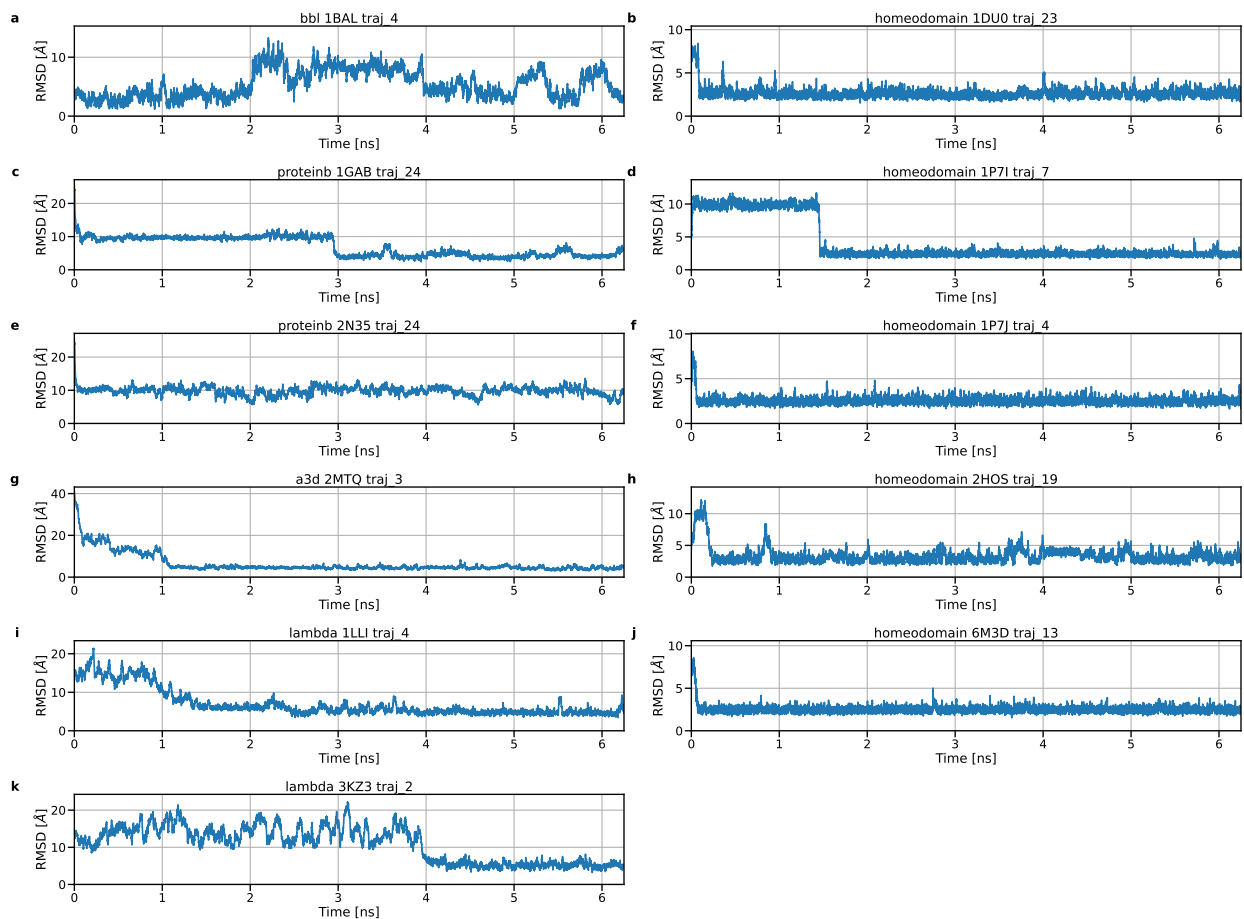 a
bbl 1BAL traj_4
RMSD [Å]
10
0
0 1 2 3 4 5 6
Time [ns]
b
homeodomain 1DU0 traj_23
RMSD [Å]
10
5
0
0 1 2 3 4 5 6
Time [ns]
c
proteinb 1GAB traj_24
RMSD [Å]
20
10
0
0 1 2 3 4 5 6
Time [ns]
d
homeodomain 1P7I traj_7
RMSD [Å]
10
5
0
0 1 2 3 4 5 6
Time [ns]
e
proteinb 2N35 traj_24
RMSD [Å]
20
10
0
0 1 2 3 4 5 6
Time [ns]
f
homeodomain 1P7J traj_4
RMSD [Å]
10
5
0
0 1 2 3 4 5 6
Time [ns]
g
a3d 2MTQ traj_3
RMSD [Å]
40
20
0
0 1 2 3 4 5 6
Time [ns]
h
homeodomain 2HOS traj_19
RMSD [Å]
10
5
0
0 1 2 3 4 5 6
Time [ns]
i
lambda 1LLI traj_4
RMSD [Å]
20
10
0
0 1 2 3 4 5 6
Time [ns]
j
homeodomain 6M3D traj_13
RMSD [Å]
10
5
0
0 1 2 3 4 5 6
Time [ns]
k
lambda 3KZ3 traj_2
RMSD [Å]
20
10
0
0 1 2 3 4 5 6
Time [ns]